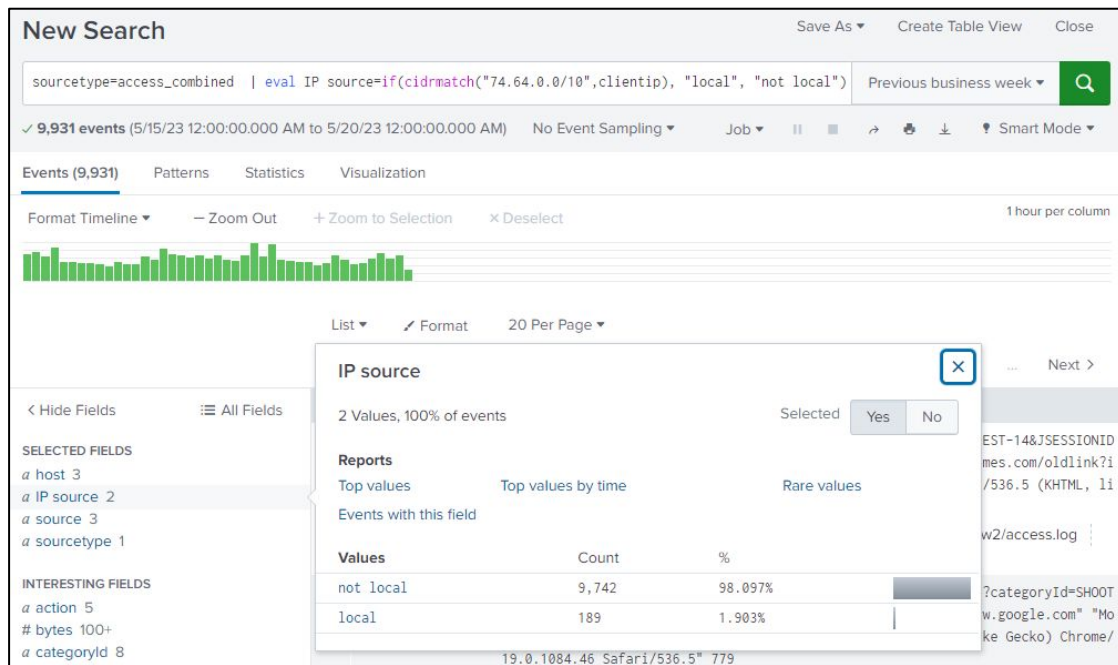 New Search
Save As ▾ Create Table View Close
sourcetype=access_combined | eval IP source=if(cidrmatch("74.64.0.0/10",clientip), "local", "not local")
Previous business week ▾
✓ 9,931 events (5/15/23 12:00:00.000 AM to 5/20/23 12:00:00.000 AM) No Event Sampling ▾ Job ▾ Smart Mode ▾
Events (9,931) Patterns Statistics Visualization
Format Timeline ▾ — Zoom Out + Zoom to Selection × Deselect
1 hour per column
List ▾ Format 20 Per Page ▾
... Next >
< Hide Fields All Fields
SELECTED FIELDS
a host 3
a IP source 2
a source 3
a sourcetype 1
INTERESTING FIELDS
a action 5
# bytes 100+
a categoryId 8
IP source
2 Values, 100% of events
Selected Yes No
Reports
Top values Top values by time Rare values
Events with this field
Values Count %
not local 9,742 98.097%
local 189 1.903%
EST-14&JSESSIONID
mes.com/oldlink?i
/536.5 (KHTML, li
w2/access.log
?categoryId=SHOOT
w.google.com" "Mo
ke Gecko) Chrome/
19.0.1084.46 Safari/536.5" 779